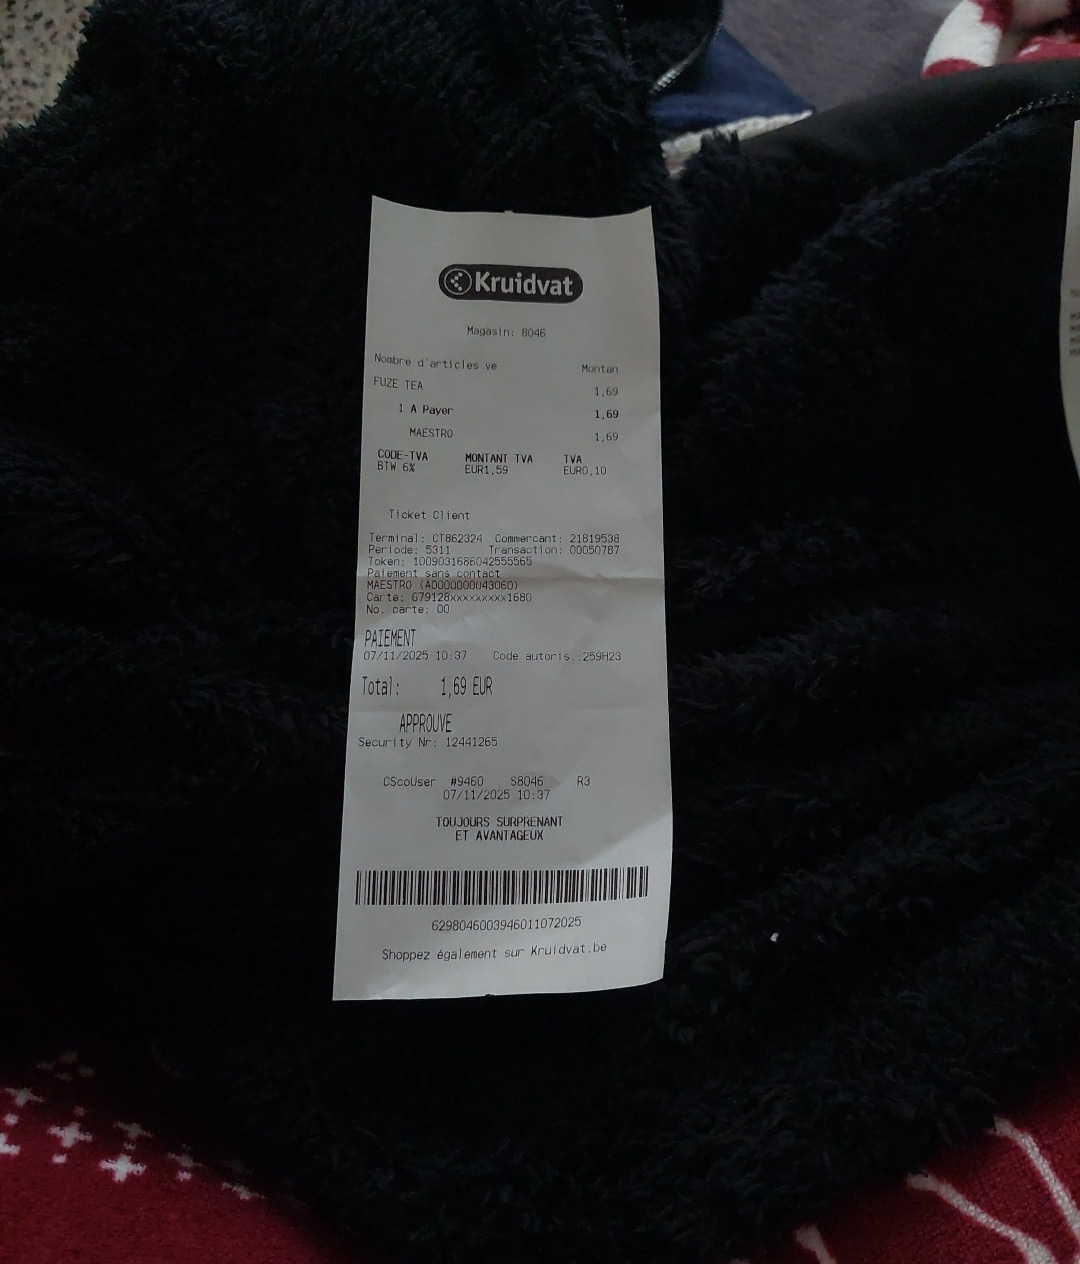 Kruidvat
Magasin: 8046
Nombre d'articles ve Montan
FUZE TEA 1,69
1 A Payer 1,69
MAESTRO 1,69
CODE-TVA MONTANT TVA TVA
BTW 6% EUR1,59 EUR0,10
Ticket Client
Terminal: CT862324 Commercant: 21819538
Periode: 5311 Transaction: 00050787
Token: 1009031686042555565
Paiement sans contact
MAESTRO (A0000000043060)
Carte: 679128xxxxxxxxx1680
No. carte: 00
PAIEMENT
07/11/2025 10:37 Code autoris.:259H23
Total: 1,69 EUR
APPROUVE
Security Nr: 12441265
CScoUser #9460 S8046 R3
07/11/2025 10:37
TOUJOURS SURPRENANT
ET AVANTAGEUX
6298046003946011072025
Shoppez également sur Kruidvat.be